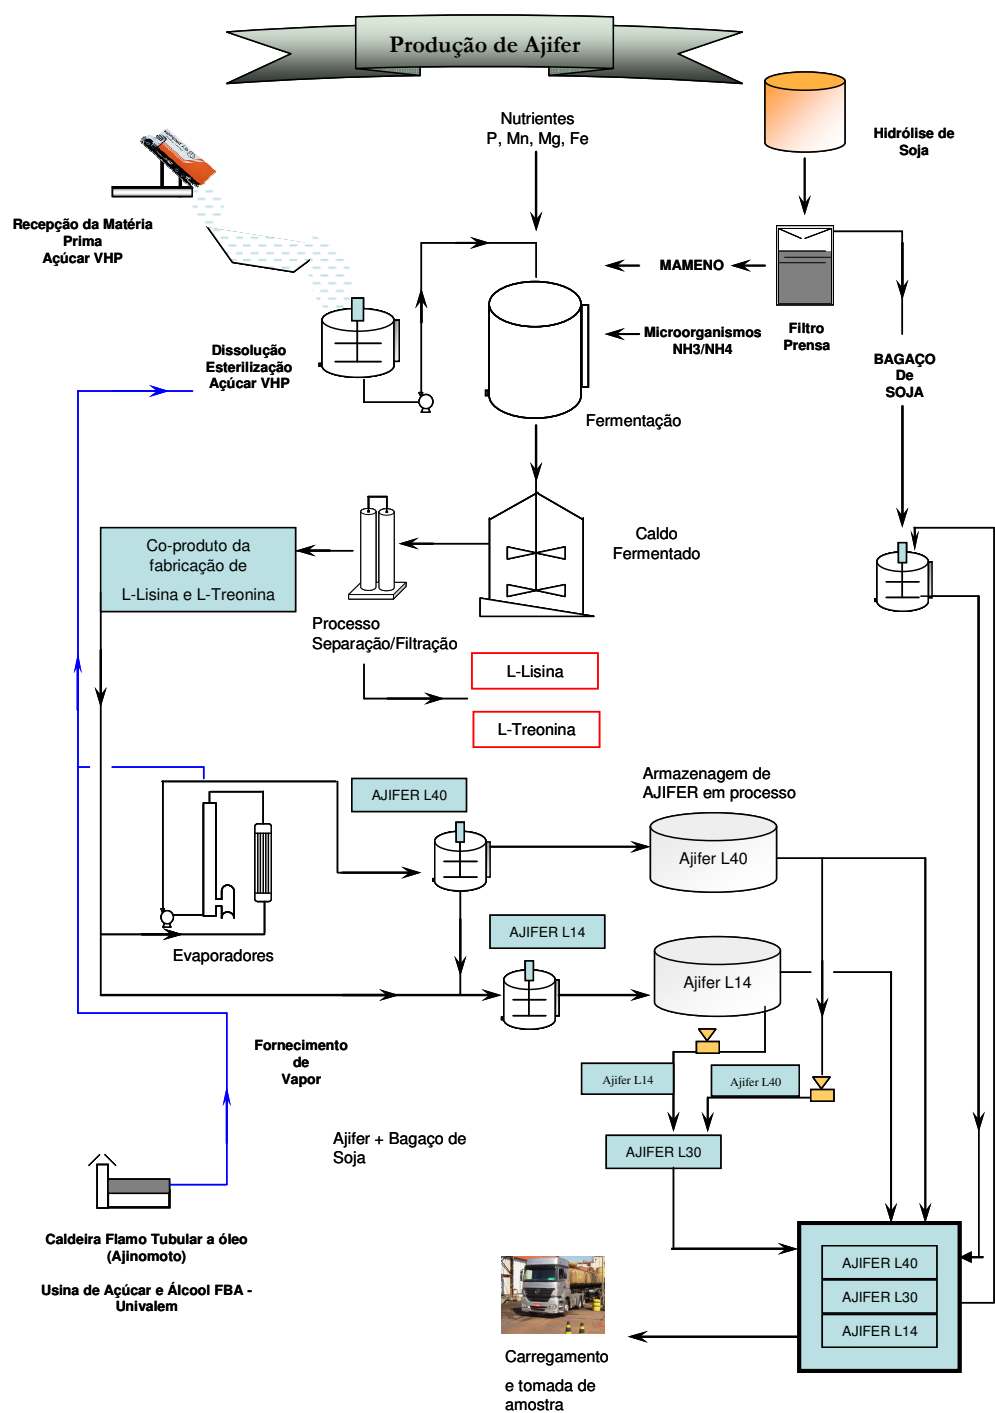 Produção de Ajifer
Nutrientes
P, Mn, Mg, Fe
Hidrólise de
Soja
Recepção da Matéria
Prima
Açúcar VHP
MAMENO
Microorganismos
NH3/NH4
Filtro
Prensa
Dissolução
Esterilização
Açúcar VHP
BAGAÇO
De
SOJA
Fermentação
Caldo
Fermentado
Co-produto da
fabricação de
L-Lisina e L-Treonina
Processo
Separação/Filtração
L-Lisina
L-Treonina
Armazenagem de
AJIFER em processo
AJIFER L40
Ajifer L40
AJIFER L14
Evaporadores
Ajifer L14
Fornecimento
de
Vapor
Ajifer L14
Ajifer L40
Ajifer + Bagaço de
Soja
AJIFER L30
Caldeira Flamo Tubular a óleo
(Ajinomoto)
Usina de Açúcar e Álcool FBA -
Univalem
AJIFER L40
AJIFER L30
AJIFER L14
Carregamento
e tomada de
amostra